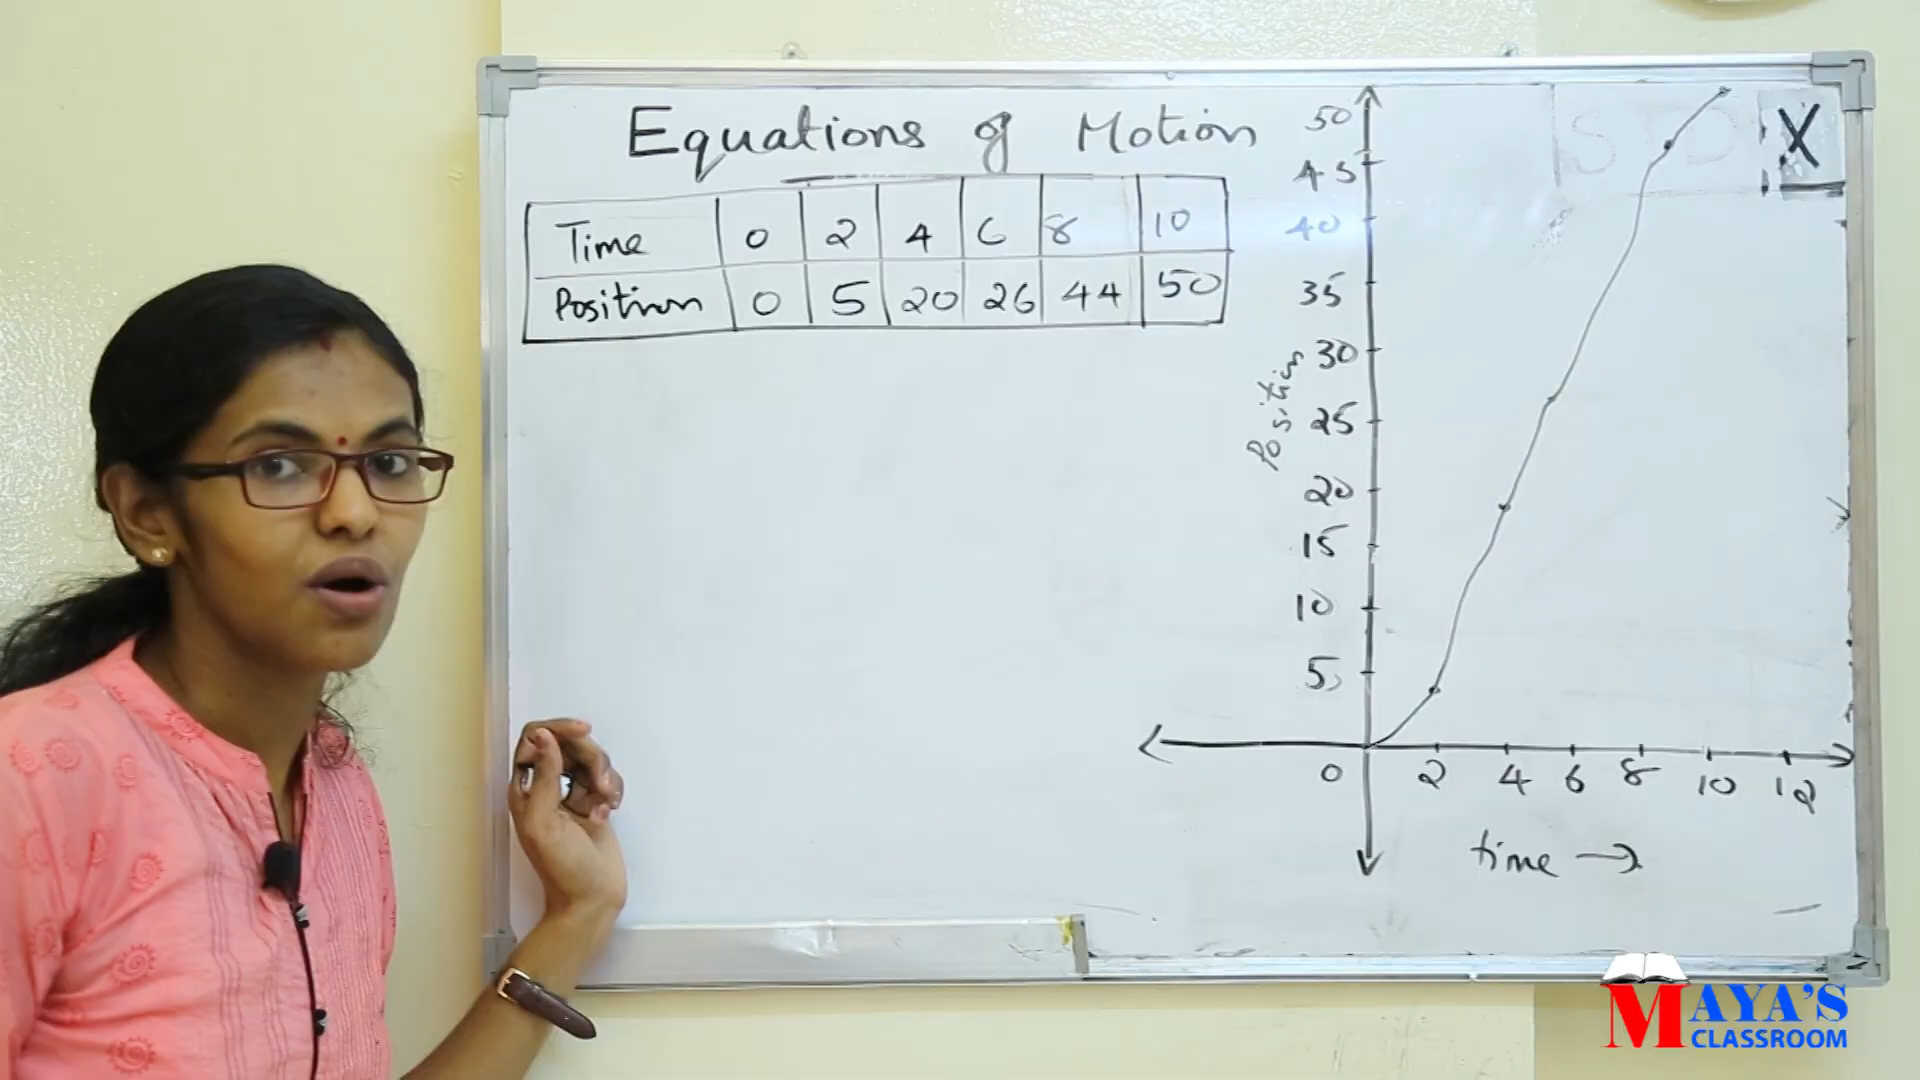 Equations of Motion
Time 0 2 4 6 8 10
Position 0 5 20 26 44 50
50
45
40
35
30
25
20
15
10
5
Position
0 2 4 6 8 10 12
time →
STD X
MAYA'S
CLASSROOM